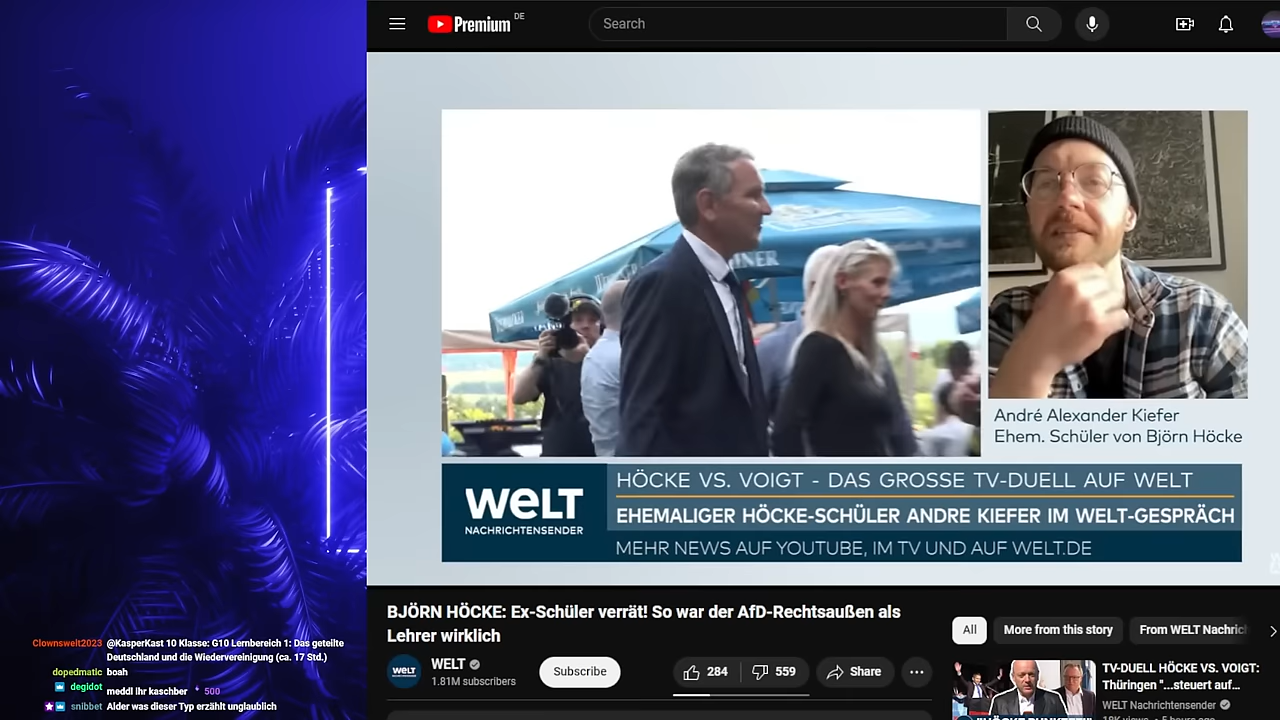 Premium DE
Search
André Alexander Kiefer
Ehem. Schüler von Björn Höcke
WELT
NACHRICHTENSENDER
HÖCKE VS. VOIGT - DAS GROSSE TV-DUELL AUF WELT
EHEMALIGER HÖCKE-SCHÜLER ANDRE KIEFER IM WELT-GESPRÄCH
MEHR NEWS AUF YOUTUBE, IM TV UND AUF WELT.DE
BJÖRN HÖCKE: Ex-Schüler verrät! So war der AfD-Rechtsaußen als
Lehrer wirklich
WELT
1.81M subscribers
Subscribe
284
559
Share
All
More from this story
From WELT Nachric
TV-DUELL HÖCKE VS. VOIGT:
Thüringen "...steuert auf...
WELT Nachrichtensender
18K views • 5 hours ago
Clownswelt2023 @KasperKast 10 Klasse: G10 Lernbereich 1: Das geteilte
Deutschland und die Wiedervereinigung (ca. 17 Std.)
dopedmatic boah
degidot meddl ihr kaschber 500
snibbet Alder was dieser Typ erzählt unglaublich